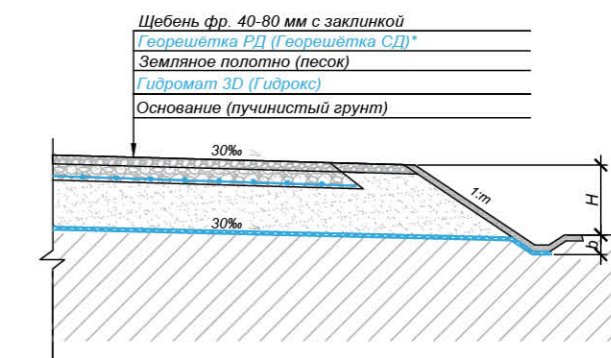 Щебень фр. 40-80 мм с заклинкой
Георешётка РД (Георешётка СД)*
Земляное полотно (песок)
Гидромат 3D (Гидрокс)
Основание (пучинистый грунт)
30‰
1:m
H
30‰
b